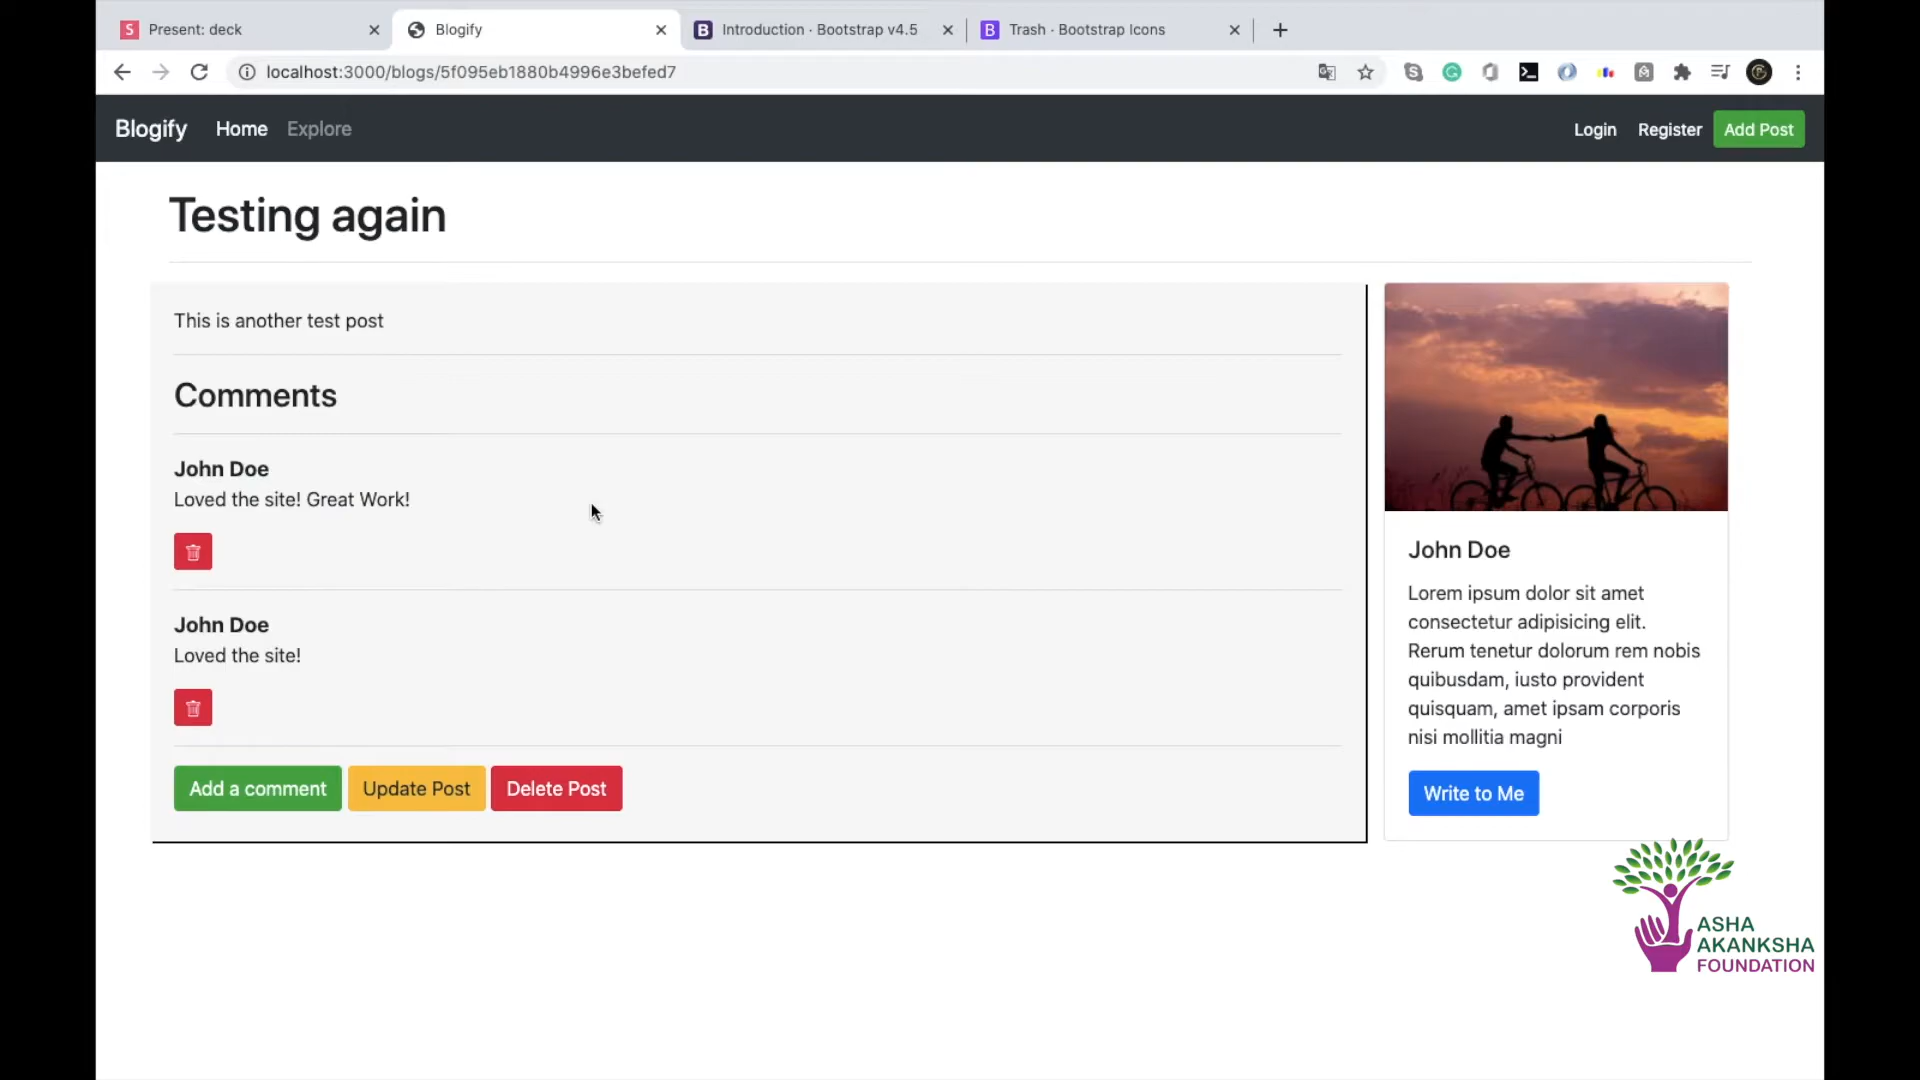 Present: deck
Blogify
Introduction · Bootstrap v4.5
Trash · Bootstrap Icons
localhost:3000/blogs/5f095eb1880b4996e3befed7
Blogify
Home
Explore
Login
Register
Add Post
Testing again
This is another test post
Comments
John Doe
Loved the site! Great Work!
John Doe
Loved the site!
Add a comment
Update Post
Delete Post
John Doe
Lorem ipsum dolor sit amet
consectetur adipisicing elit.
Rerum tenetur dolorum rem nobis
quibusdam, iusto provident
quisquam, amet ipsam corporis
nisi mollitia magni
Write to Me
ASHA
AKANKSHA
FOUNDATION